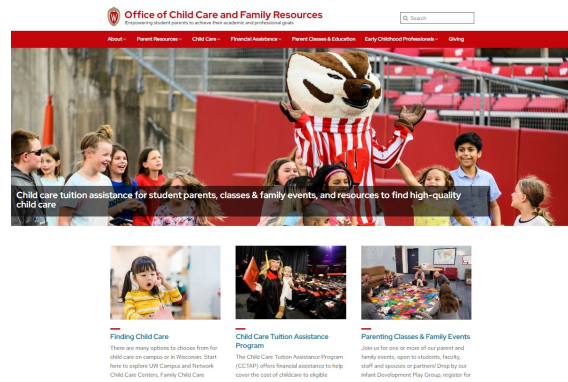 Office of Child Care and Family Resources
Empowering student parents to achieve their academic and professional goals
Search
About
Parent Resources
Child Care
Financial Assistance
Parent Classes & Education
Early Childhood Professionals
Giving
Child care tuition assistance for student parents, classes & family events, and resources to find high-quality
child care
Finding Child Care
There are many options to choose from for
child care on campus or in Wisconsin. Start
here to explore UW Campus and Network
Child Care Centers, Family Child Care
Child Care Tuition Assistance
Program
The Child Care Tuition Assistance Program
(CCTAP) offers financial assistance to help
cover the cost of childcare to eligible
Parenting Classes & Family Events
Join us for one or more of our parent and
family events, open to students, faculty,
staff and spouses or partners! Drop by our
Infant Development Play Group, register for